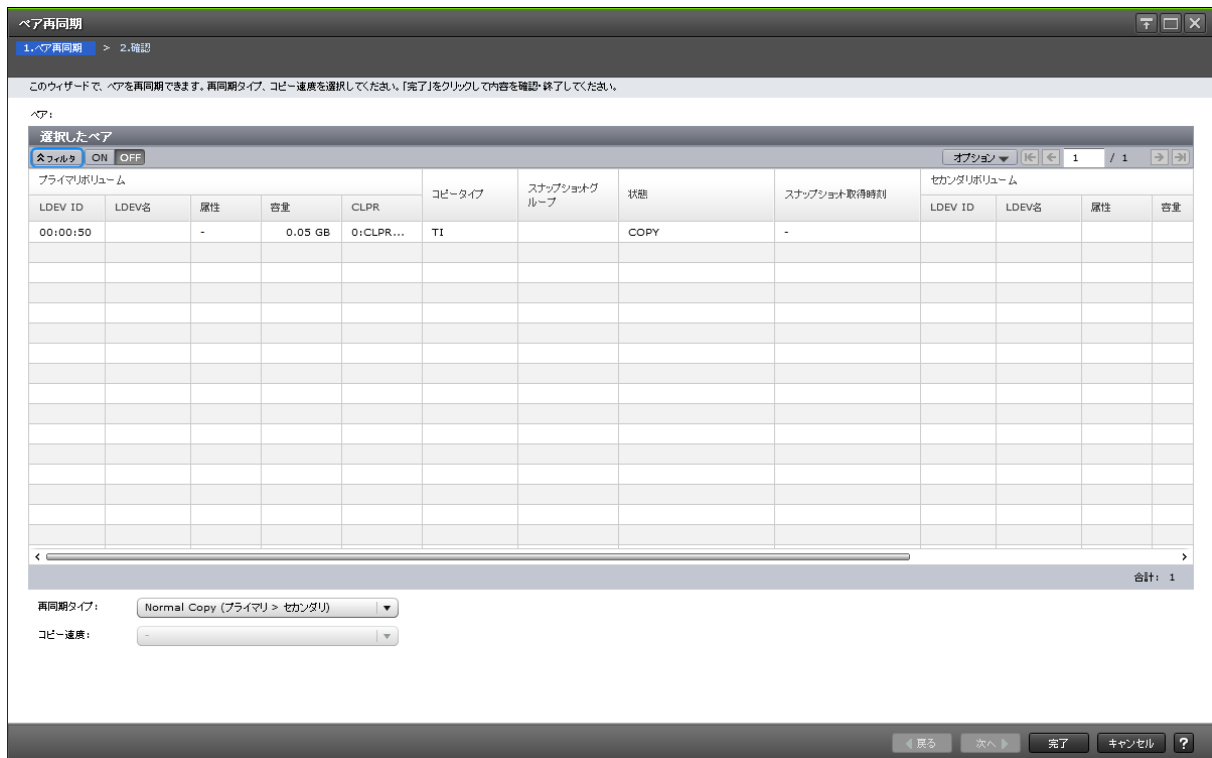 ペア再同期
1.ペア再同期 > 2.確認
このウィザードで、ペアを再同期できます。再同期タイプ、コピー速度を選択してください。「完了」をクリックして内容を確認・終了してください。
ペア:
選択したペア
フィルタ ON OFF オプション 1 / 1
プライマリボリューム コピータイプ スナップショットグループ 状態 スナップショット取得時刻 セカンダリボリューム
LDEV ID LDEV名 属性 容量 CLPR LDEV ID LDEV名 属性 容量
00:00:50 - 0.05 GB 0:CLPR... TI COPY -
合計: 1
再同期タイプ: Normal Copy (プライマリ > セカンダリ)
コピー速度: -
戻る 次へ 完了 キャンセル ?